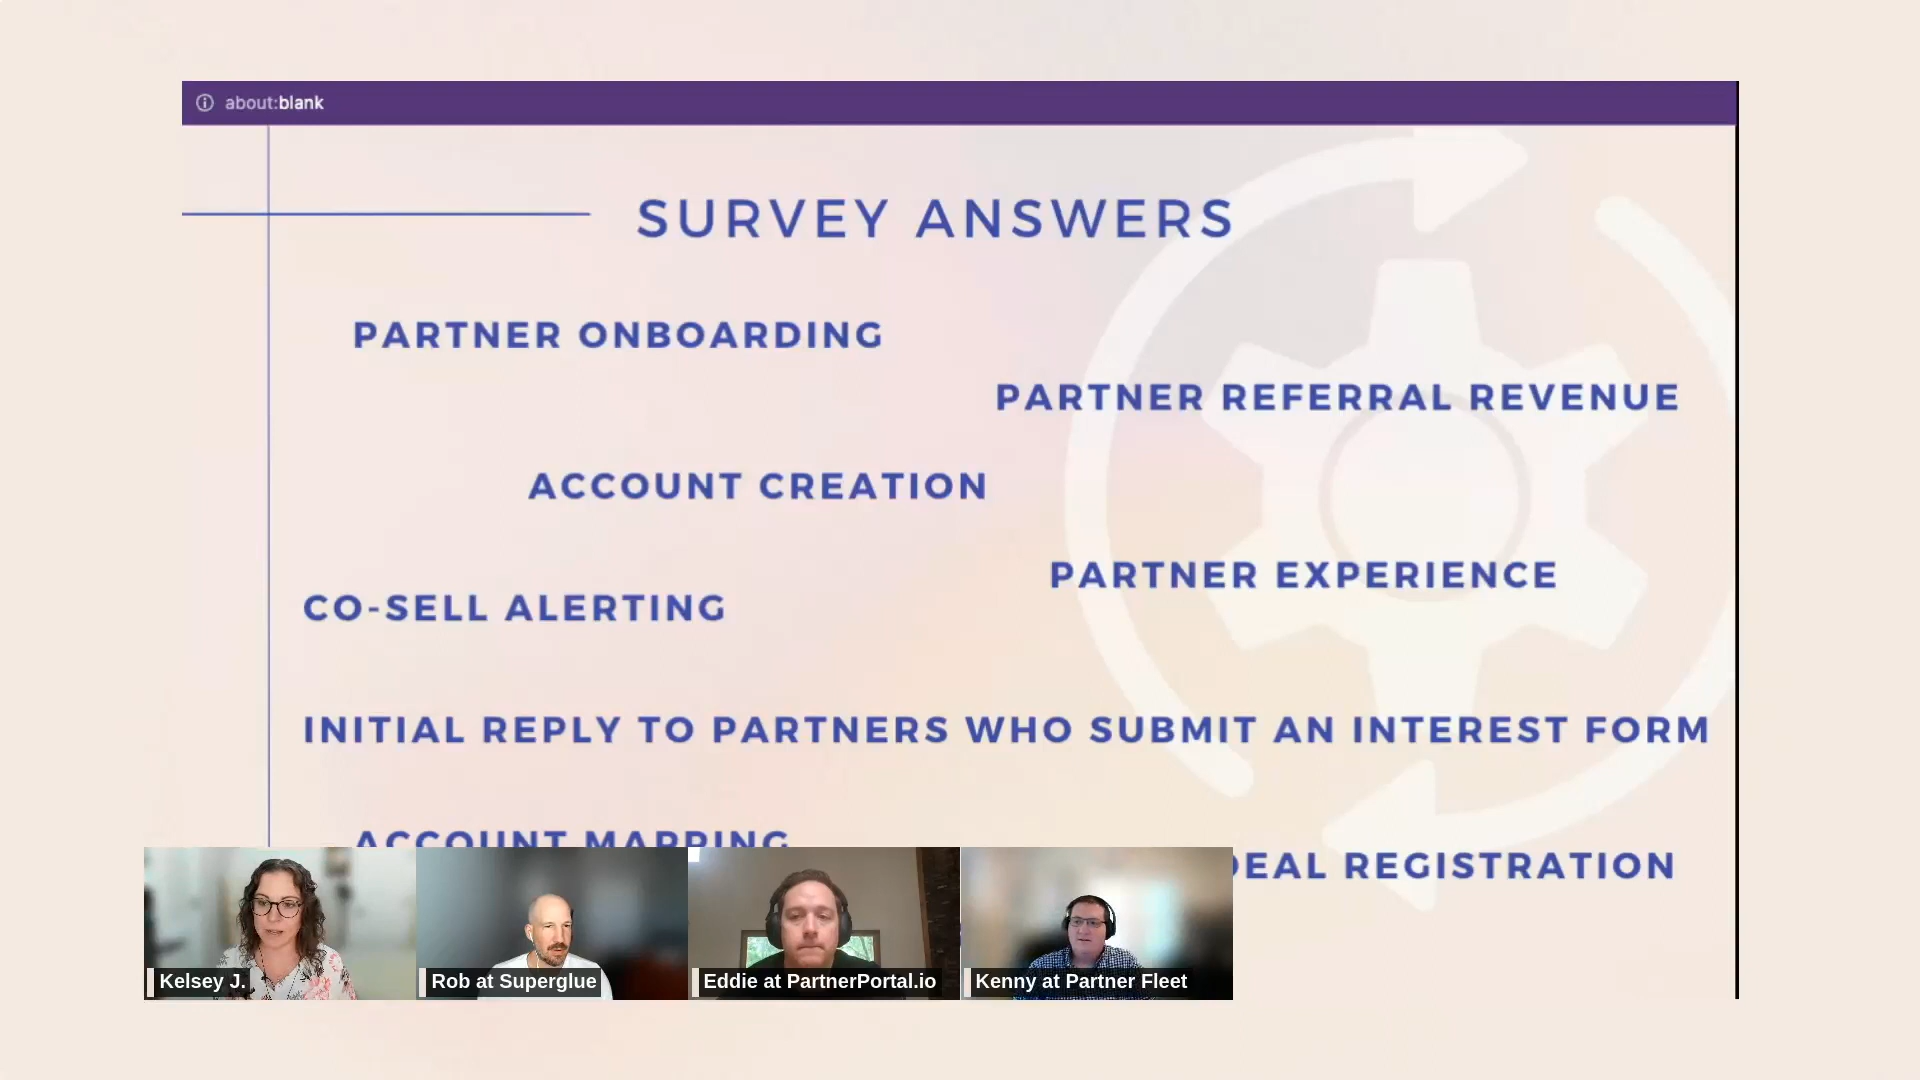 about:blank
SURVEY ANSWERS
PARTNER ONBOARDING
PARTNER REFERRAL REVENUE
ACCOUNT CREATION
PARTNER EXPERIENCE
CO-SELL ALERTING
INITIAL REPLY TO PARTNERS WHO SUBMIT AN INTEREST FORM
ACCOUNT MAPPING
DEAL REGISTRATION
Kelsey J.
Rob at Superglue
Eddie at PartnerPortal.io
Kenny at Partner Fleet